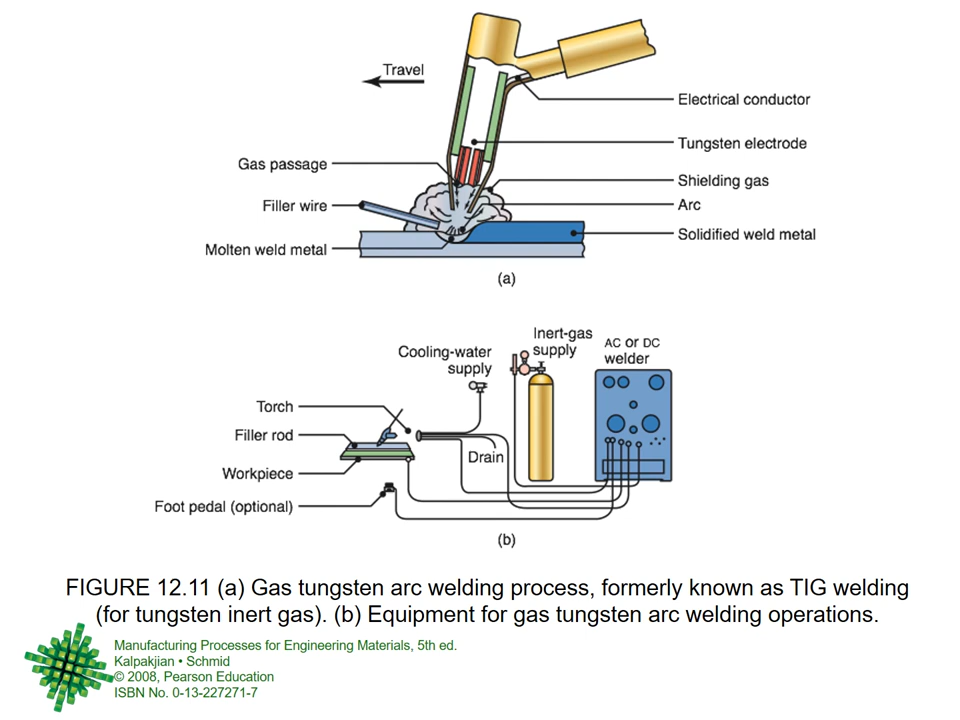 Travel
Electrical conductor
Tungsten electrode
Gas passage
Shielding gas
Filler wire
Arc
Solidified weld metal
Molten weld metal
(a)
Inert-gas
supply
AC or DC
welder
Cooling-water
supply
Torch
Filler rod
Drain
Workpiece
Foot pedal (optional)
(b)
FIGURE 12.11 (a) Gas tungsten arc welding process, formerly known as TIG welding
(for tungsten inert gas). (b) Equipment for gas tungsten arc welding operations.
Manufacturing Processes for Engineering Materials, 5th ed.
Kalpakjian • Schmid
© 2008, Pearson Education
ISBN No. 0-13-227271-7